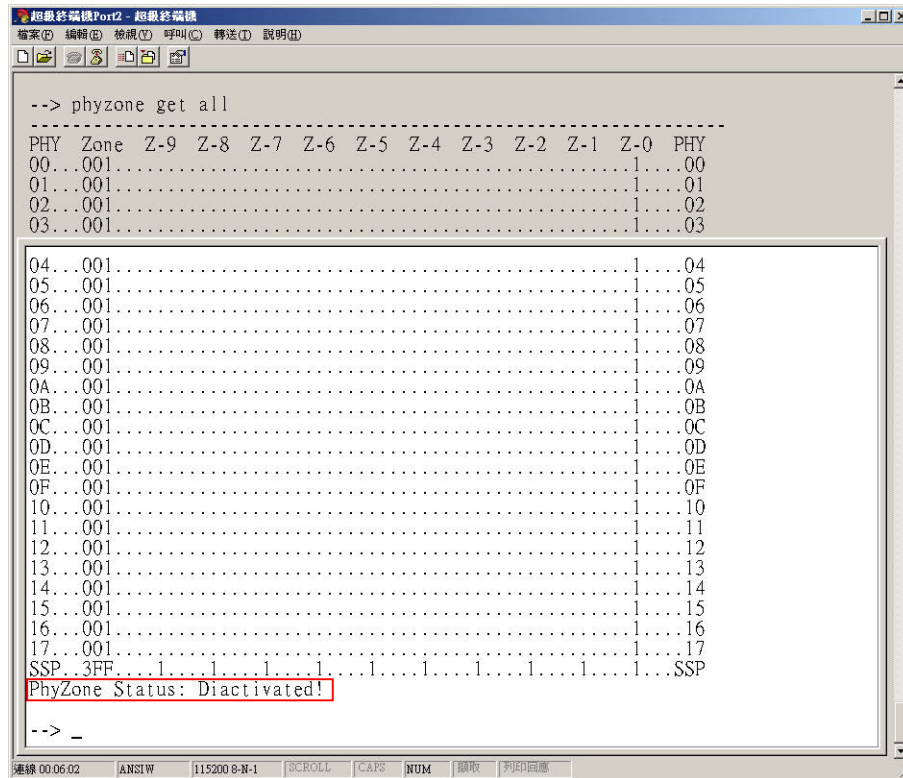 超級終端機Port2 - 超級終端機
檔案(F) 編輯(E) 檢視(V) 呼叫(C) 轉送(T) 說明(H)
--> phyzone get all
--------------------------------------------------
PHY Zone Z-9 Z-8 Z-7 Z-6 Z-5 Z-4 Z-3 Z-2 Z-1 Z-0 PHY
00...001..................................................1....00
01...001..................................................1....01
02...001..................................................1....02
03...001..................................................1....03
04...001..................................................1....04
05...001..................................................1....05
06...001..................................................1....06
07...001..................................................1....07
08...001..................................................1....08
09...001..................................................1....09
0A...001..................................................1....0A
0B...001..................................................1....0B
0C...001..................................................1....0C
0D...001..................................................1....0D
0E...001..................................................1....0E
0F...001..................................................1....0F
10...001..................................................1....10
11...001..................................................1....11
12...001..................................................1....12
13...001..................................................1....13
14...001..................................................1....14
15...001..................................................1....15
16...001..................................................1....16
17...001..................................................1....17
SSP..3FF....1....1....1....1....1....1....1....1....1....1....SSP
PhyZone Status: Diactivated!
--> _
連線 00:06:02 ANSIW 115200 8-N-1 SCROLL CAPS NUM 擷取 列印回應